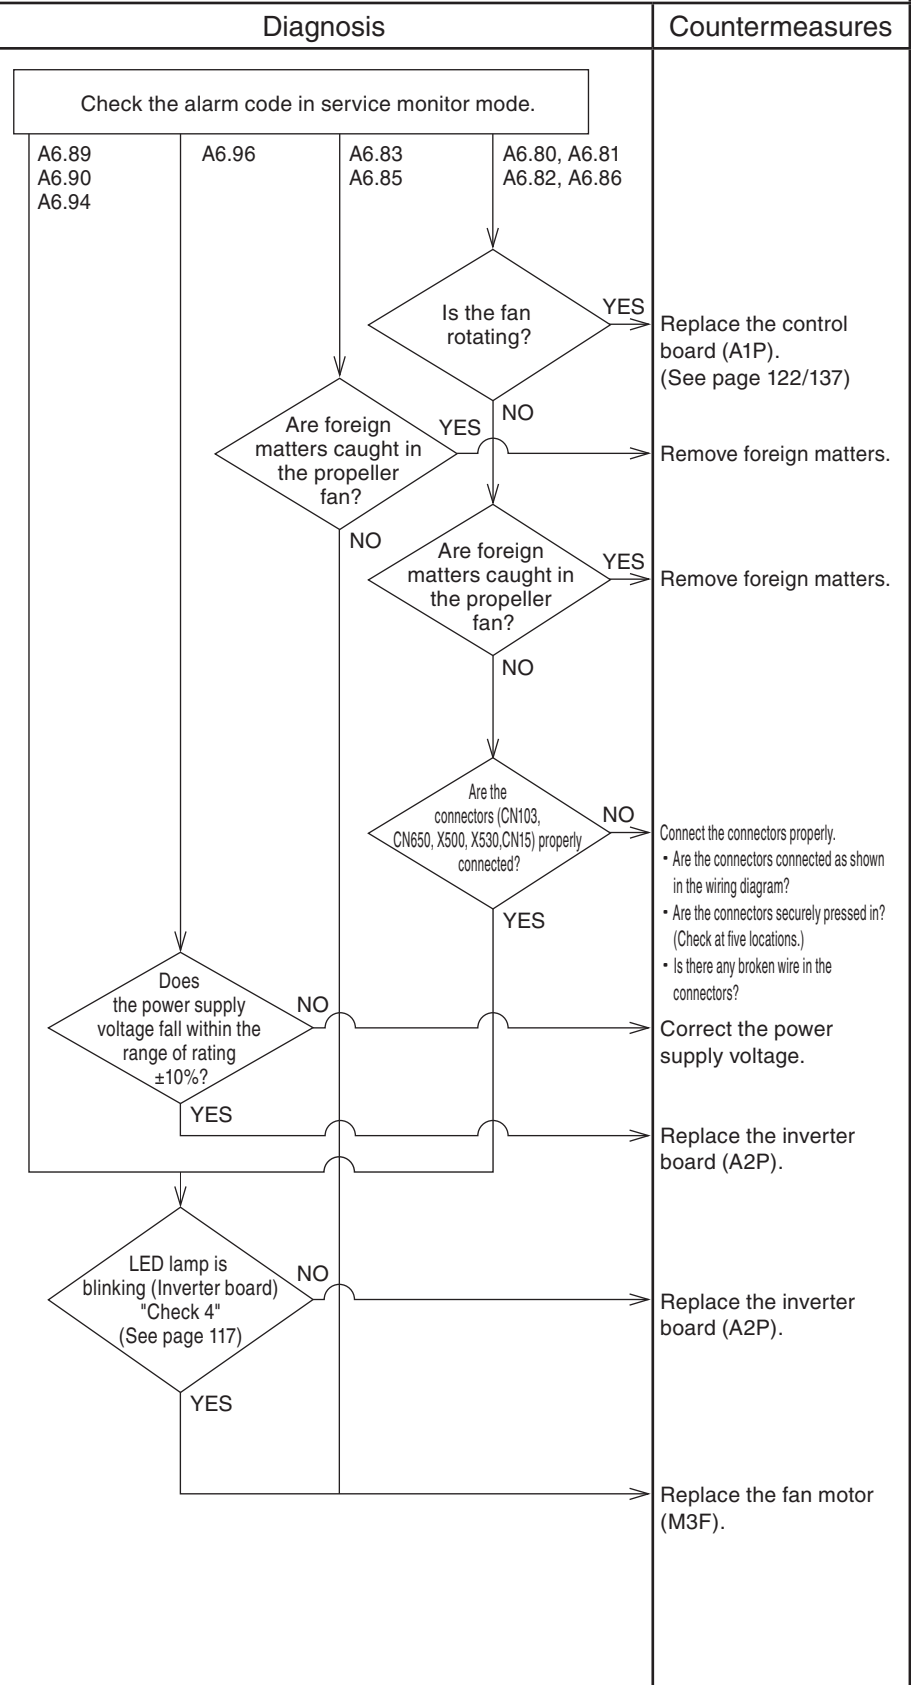 Diagnosis
Countermeasures
Check the alarm code in service monitor mode.
A6.89
A6.90
A6.94
A6.96
A6.83
A6.85
A6.80, A6.81
A6.82, A6.86
Is the fan
rotating?
YES
Replace the control
board (A1P).
(See page 122/137)
NO
Are foreign
matters caught in
the propeller
fan?
YES
Remove foreign matters.
NO
Are foreign
matters caught in
the propeller
fan?
YES
Remove foreign matters.
NO
Are the
connectors (CN103,
CN650, X500, X530,CN15) properly
connected?
NO
Connect the connectors properly.
▪ Are the connectors connected as shown
in the wiring diagram?
▪ Are the connectors securely pressed in?
(Check at five locations.)
▪ Is there any broken wire in the
connectors?
YES
Does
the power supply
voltage fall within the
range of rating
±10%?
NO
Correct the power
supply voltage.
YES
Replace the inverter
board (A2P).
LED lamp is
blinking (Inverter board)
"Check 4"
(See page 117)
NO
Replace the inverter
board (A2P).
YES
Replace the fan motor
(M3F).